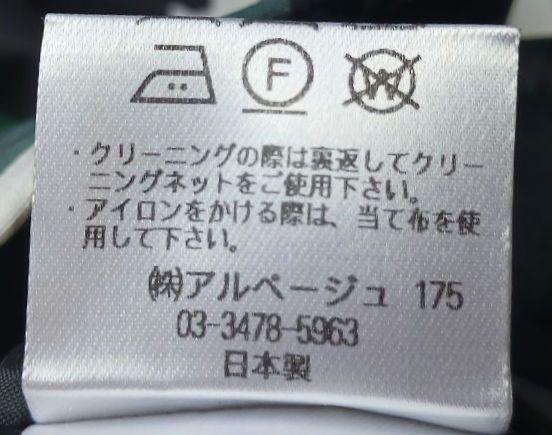 F
W
・クリーニングの際は裏返してクリー
ニングネットをご使用下さい。
・アイロンをかける際は、当て布を使
用して下さい。
㈱アルページュ 175
03-3478-5963
日本製